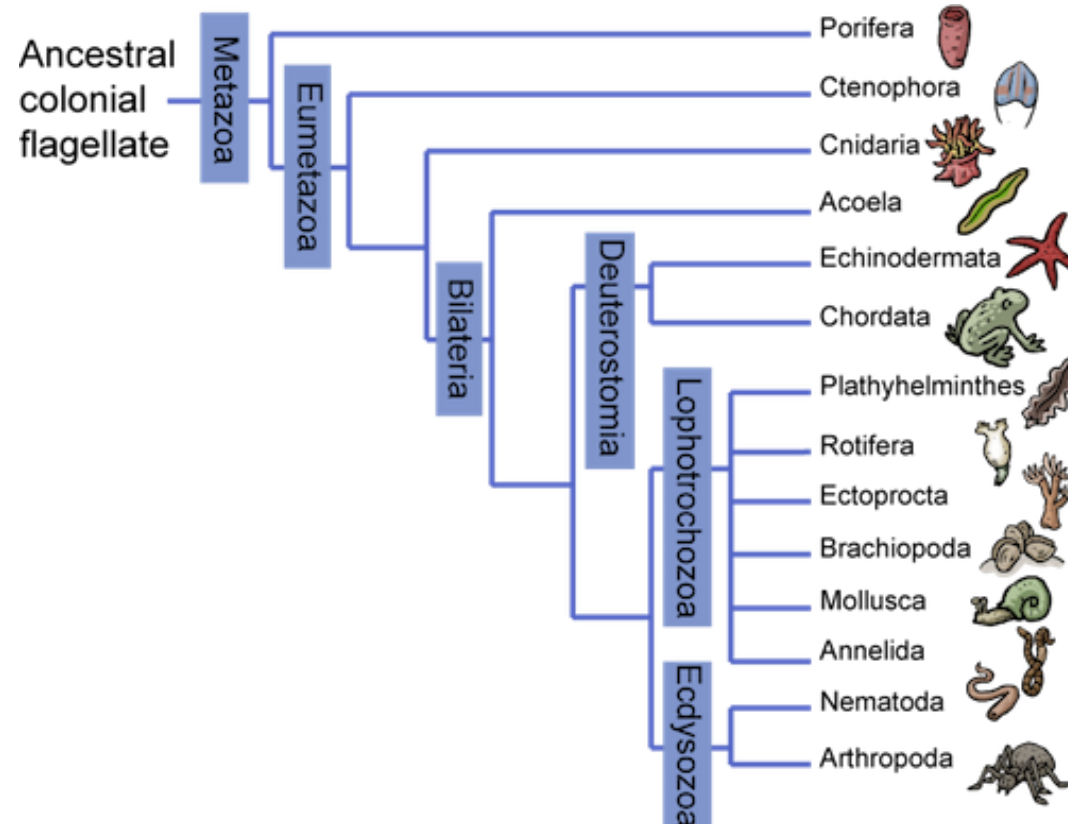 Ancestral
colonial
flagellate
Metazoa
Eumetazoa
Bilateria
Deuterostomia
Lophotrochozoa
Ecdysozoa
Porifera
Ctenophora
Cnidaria
Acoela
Echinodermata
Chordata
Plathyhelminthes
Rotifera
Ectoprocta
Brachiopoda
Mollusca
Annelida
Nematoda
Arthropoda